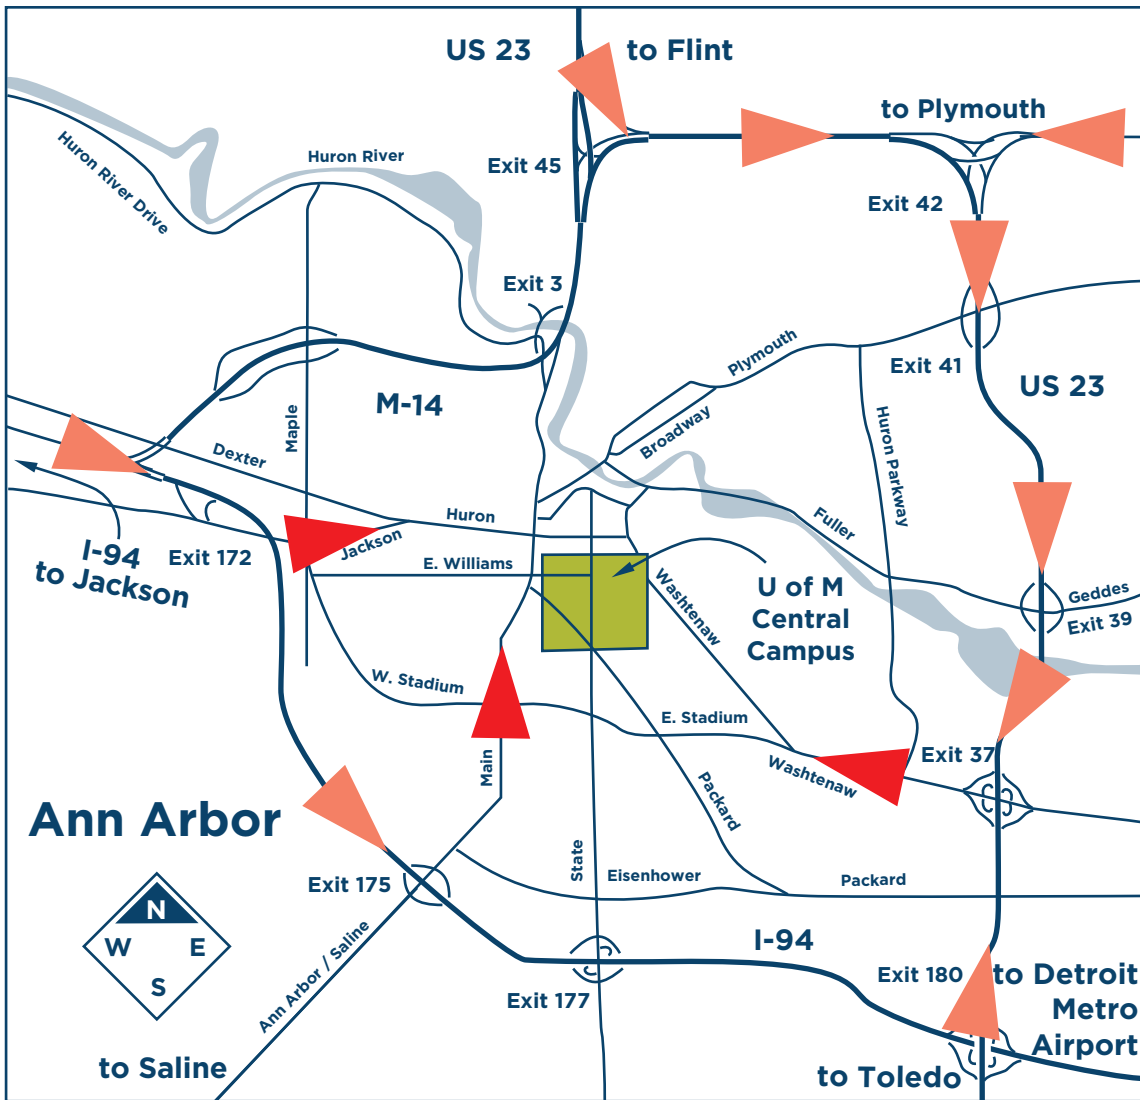 US 23
to Flint
to Plymouth
Huron River
Exit 45
Huron River Drive
Exit 42
Exit 3
Plymouth
Exit 41
US 23
M-14
Maple
Broadway
Huron Parkway
Dexter
Huron
Fuller
Jackson
I-94
to Jackson
Exit 172
E. Williams
Washtenaw
U of M
Central
Campus
Geddes
Exit 39
W. Stadium
E. Stadium
Main
Exit 37
Washtenaw
Packard
Ann Arbor
State
Eisenhower
Packard
Exit 175
N
W
E
S
Ann Arbor / Saline
I-94
Exit 177
Exit 180
to Detroit
Metro
Airport
to Saline
to Toledo